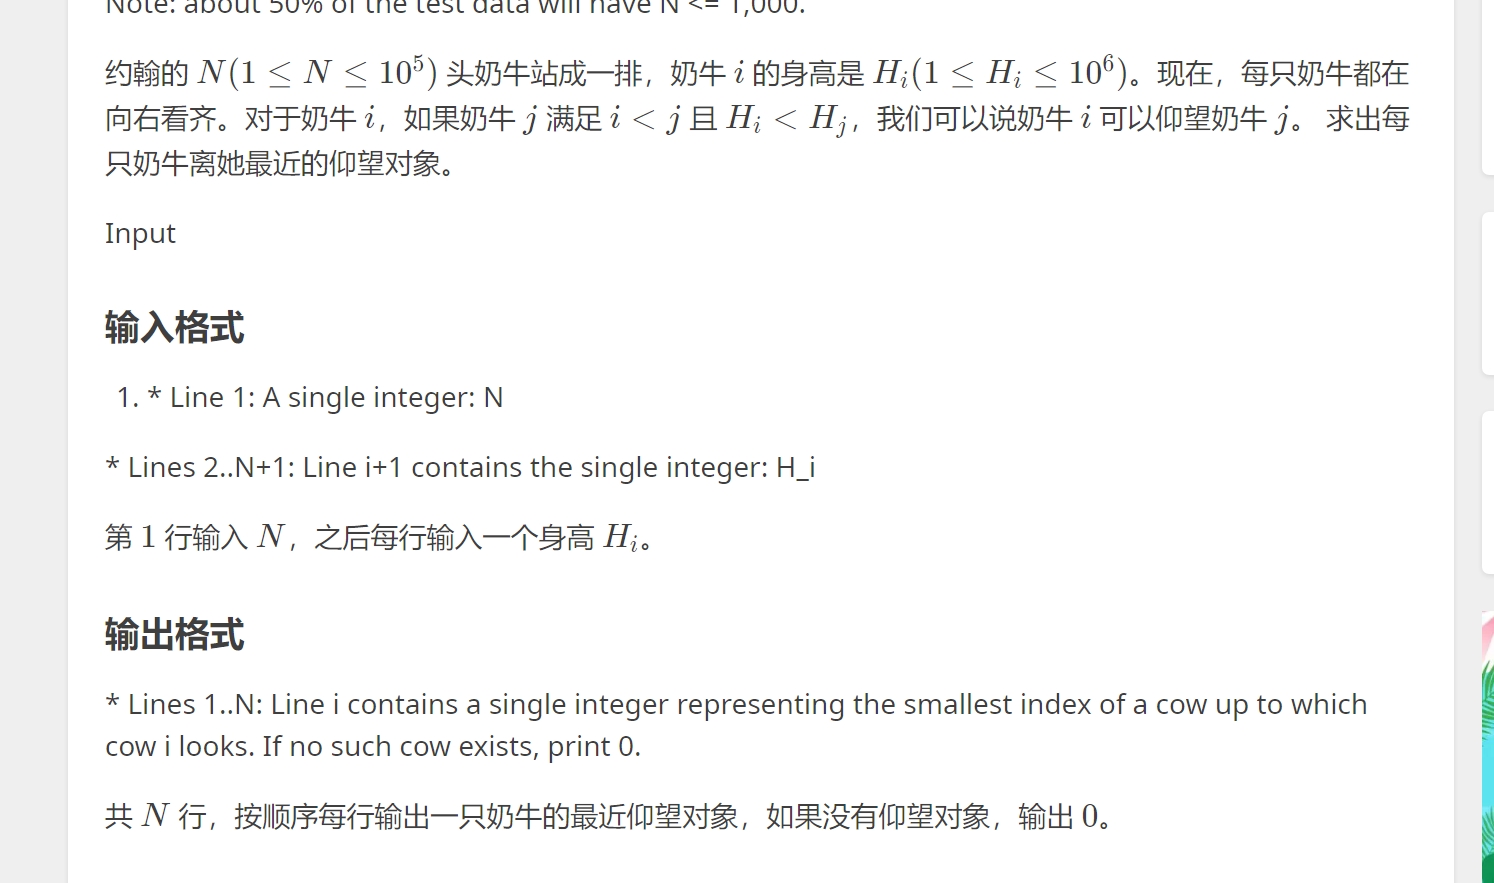 Note: about 50% of the test data will have N <= 1,000.
约翰的 N(1 ≤ N ≤ 10^5) 头奶牛站成一排，奶牛 i 的身高是 H_i(1 ≤ H_i ≤ 10^6)。现在，每只奶牛都在
向右看齐。对于奶牛 i，如果奶牛 j 满足 i < j 且 H_i < H_j，我们可以说奶牛 i 可以仰望奶牛 j。 求出每
只奶牛离她最近的仰望对象。
Input
输入格式
1. * Line 1: A single integer: N
* Lines 2..N+1: Line i+1 contains the single integer: H_i
第 1 行输入 N，之后每行输入一个身高 H_i。
输出格式
* Lines 1..N: Line i contains a single integer representing the smallest index of a cow up to which
cow i looks. If no such cow exists, print 0.
共 N 行，按顺序每行输出一只奶牛的最近仰望对象，如果没有仰望对象，输出 0。